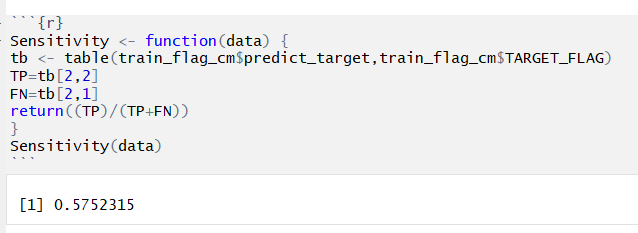 ```{r}
Sensitivity <- function(data) {
tb <- table(train_flag_cm$predict_target,train_flag_cm$TARGET_FLAG)
TP=tb[2,2]
FN=tb[2,1]
return((TP)/(TP+FN))
}
Sensitivity(data)
```
[1] 0.5752315